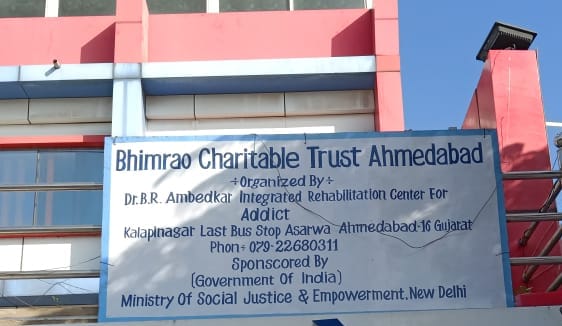 Bhimrao Charitable Trust Ahmedabad
÷Organized By÷
Dr.B.R. Ambedkar Integrated Rehabilitation Center For
Addict
Kalapinagar Last Bus Stop Asarwa Ahmedabad-16 Gujarat
Phon÷ 079-22680311
Sponscored By
(Government Of India)
Ministry Of Social Justice & Empowerment. New Delhi